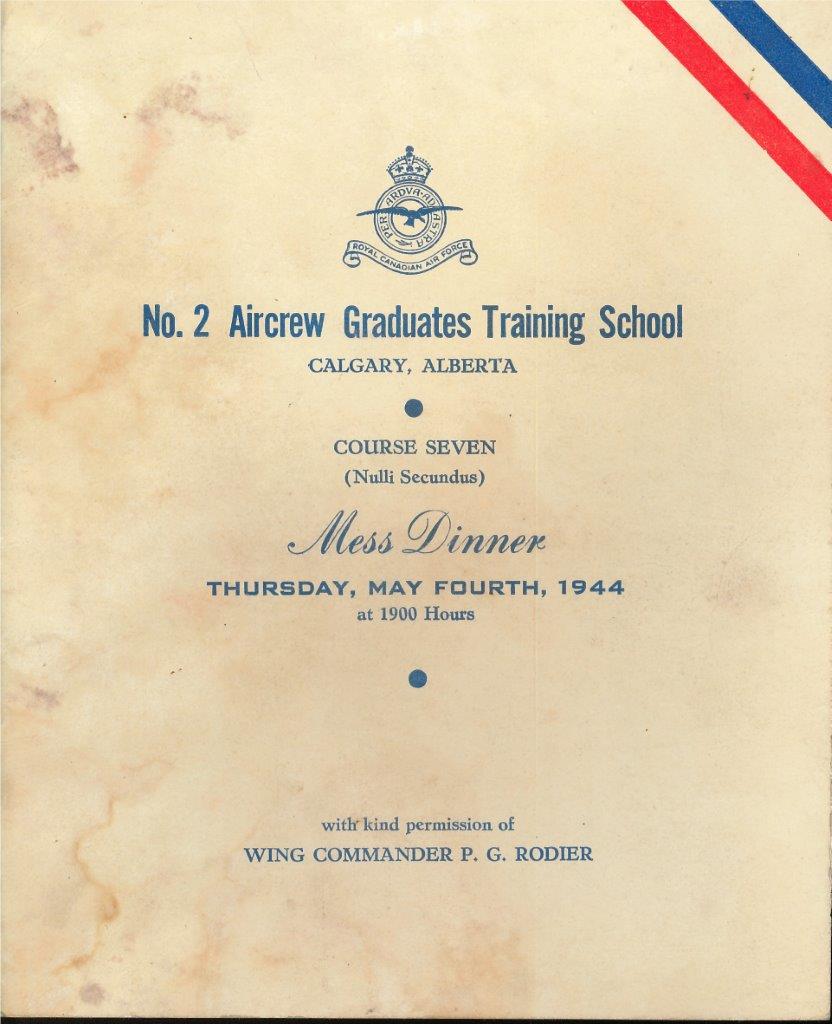 PER ARDVA AD ASTRA
ROYAL CANADIAN AIR FORCE
No. 2 Aircrew Graduates Training School
CALGARY, ALBERTA
COURSE SEVEN
(Nulli Secundus)
Mess Dinner
THURSDAY, MAY FOURTH, 1944
at 1900 Hours
with kind permission of
WING COMMANDER P. G. RODIER